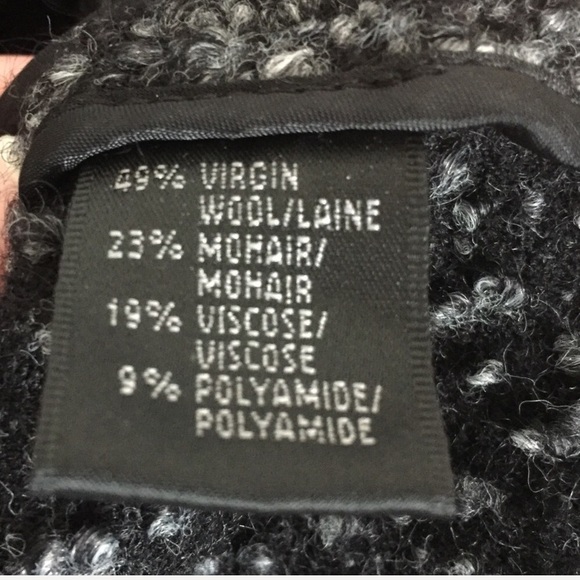 49% VIRGIN
WOOL/LAINE
23% MOHAIR/
MOHAIR
19% VISCOSE/
VISCOSE
9% POLYAMIDE/
POLYAMIDE